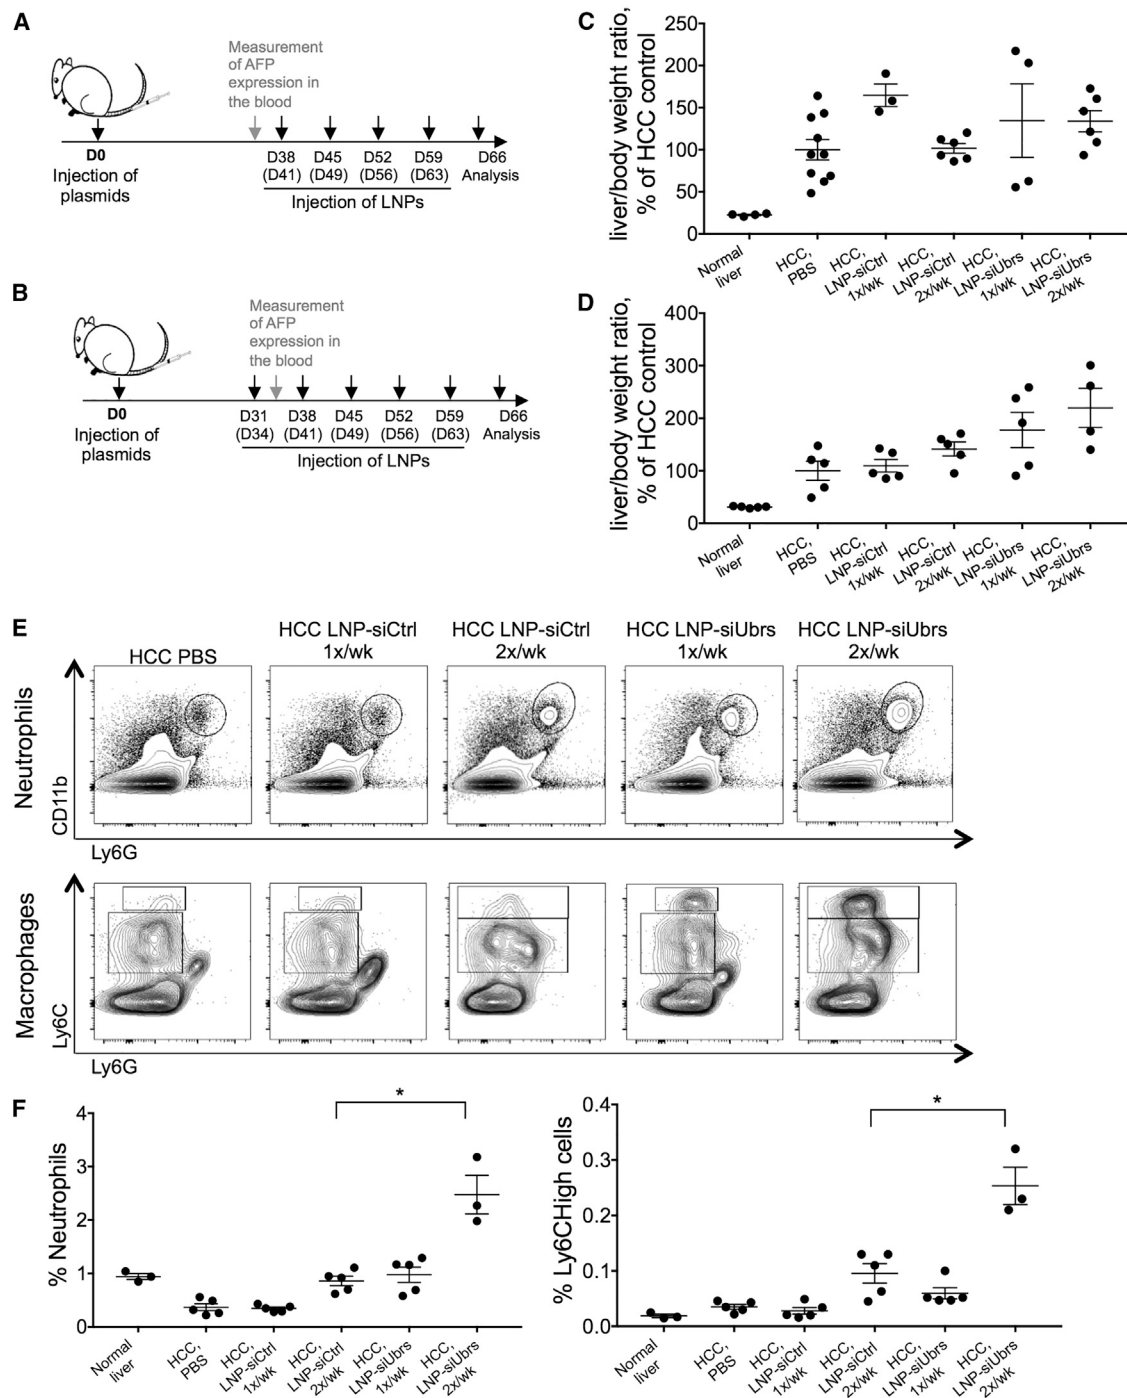 A
Measurement
of AFP
expression in
the blood
D0
Injection of
plasmids
D38 D45 D52 D59 D66
(D41) (D49) (D56) (D63) Analysis
Injection of LNPs
B
Measurement
of AFP
expression in
the blood
D0
Injection of
plasmids
D31 D38 D45 D52 D59 D66
(D34) (D41) (D49) (D56) (D63) Analysis
Injection of LNPs
C
liver/body weight ratio,
% of HCC control
250
200
150
100
50
0
Normal
liver
HCC,
PBS
HCC,
LNP-siCtrl
1x/wk
HCC,
LNP-siCtrl
2x/wk
HCC,
LNP-siUbrs
1x/wk
HCC,
LNP-siUbrs
2x/wk
D
liver/body weight ratio,
% of HCC control
400
300
200
100
0
Normal
liver
HCC,
PBS
HCC,
LNP-siCtrl
1x/wk
HCC,
LNP-siCtrl
2x/wk
HCC,
LNP-siUbrs
1x/wk
HCC,
LNP-siUbrs
2x/wk
E
HCC PBS
HCC LNP-siCtrl
1x/wk
HCC LNP-siCtrl
2x/wk
HCC LNP-siUbrs
1x/wk
HCC LNP-siUbrs
2x/wk
Neutrophils
CD11b
Ly6G
Macrophages
Ly6C
Ly6G
F
% Neutrophils
4
3
2
1
0
*
Normal
liver
HCC,
PBS
HCC,
LNP-siCtrl
1x/wk
HCC,
LNP-siCtrl
2x/wk
HCC,
LNP-siUbrs
1x/wk
HCC,
LNP-siUbrs
2x/wk
% Ly6CHigh cells
0.4
0.3
0.2
0.1
0.0
*
Normal
liver
HCC,
PBS
HCC,
LNP-siCtrl
1x/wk
HCC,
LNP-siCtrl
2x/wk
HCC,
LNP-siUbrs
1x/wk
HCC,
LNP-siUbrs
2x/wk